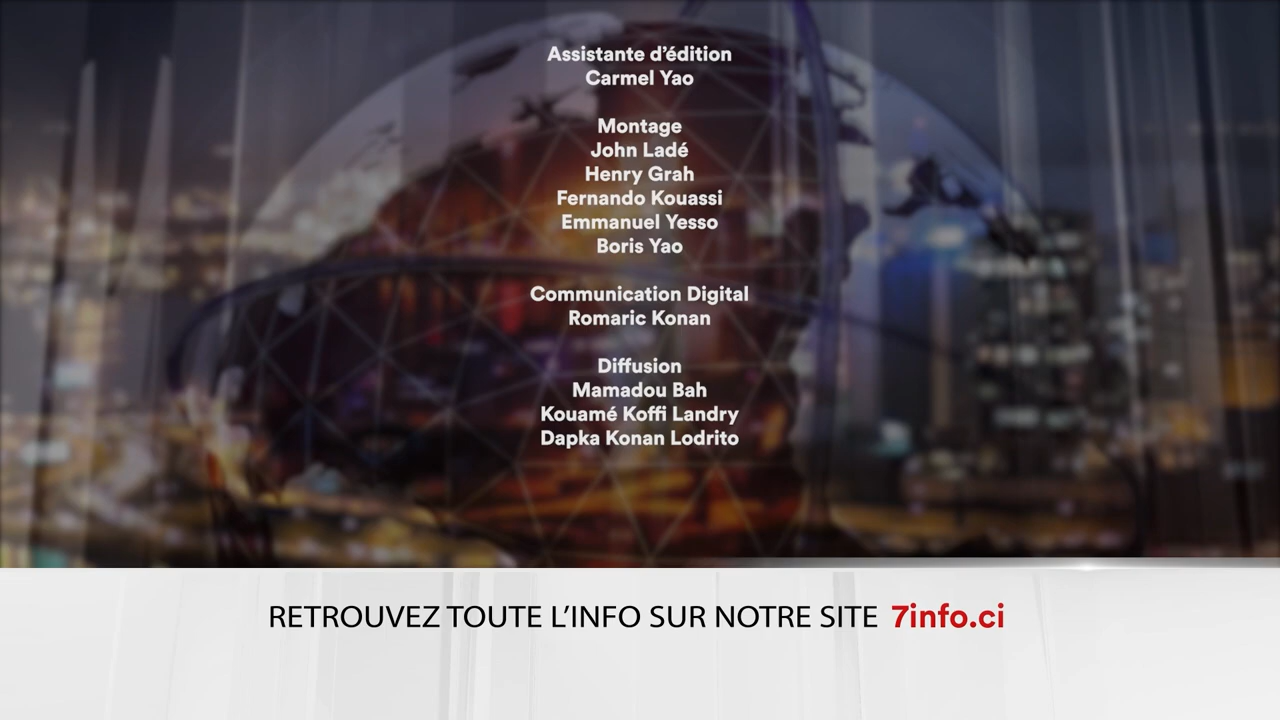 Assistante d'édition
Carmel Yao
Montage
John Ladé
Henry Grah
Fernando Kouassi
Emmanuel Yesso
Boris Yao
Communication Digital
Romaric Konan
Diffusion
Mamadou Bah
Kouamé Koffi Landry
Dapka Konan Lodrito
RETROUVEZ TOUTE L'INFO SUR NOTRE SITE 7info.ci